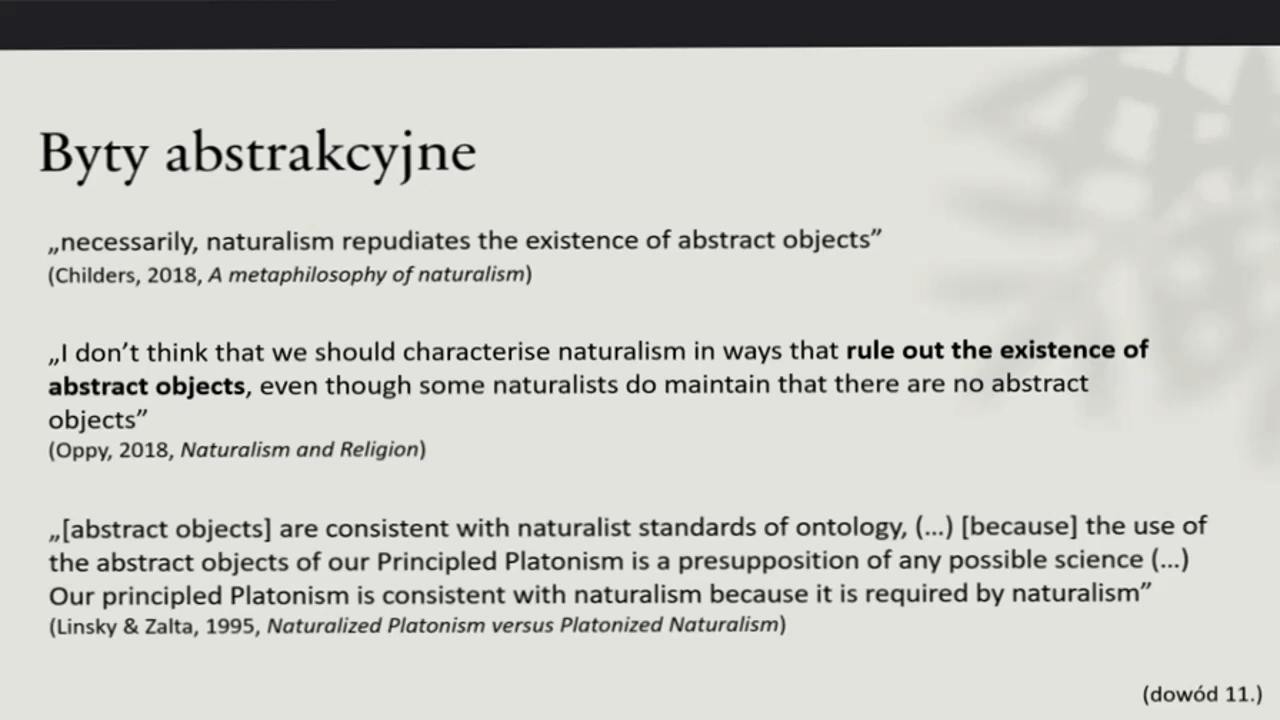 Byty abstrakcyjne
„necessarily, naturalism repudiates the existence of abstract objects”
(Childers, 2018, A metaphilosophy of naturalism)
„I don’t think that we should characterise naturalism in ways that rule out the existence of
abstract objects, even though some naturalists do maintain that there are no abstract
objects”
(Oppy, 2018, Naturalism and Religion)
„[abstract objects] are consistent with naturalist standards of ontology, (...) [because] the use of
the abstract objects of our Principled Platonism is a presupposition of any possible science (...)
Our principled Platonism is consistent with naturalism because it is required by naturalism”
(Linsky & Zalta, 1995, Naturalized Platonism versus Platonized Naturalism)
(dowód 11.)